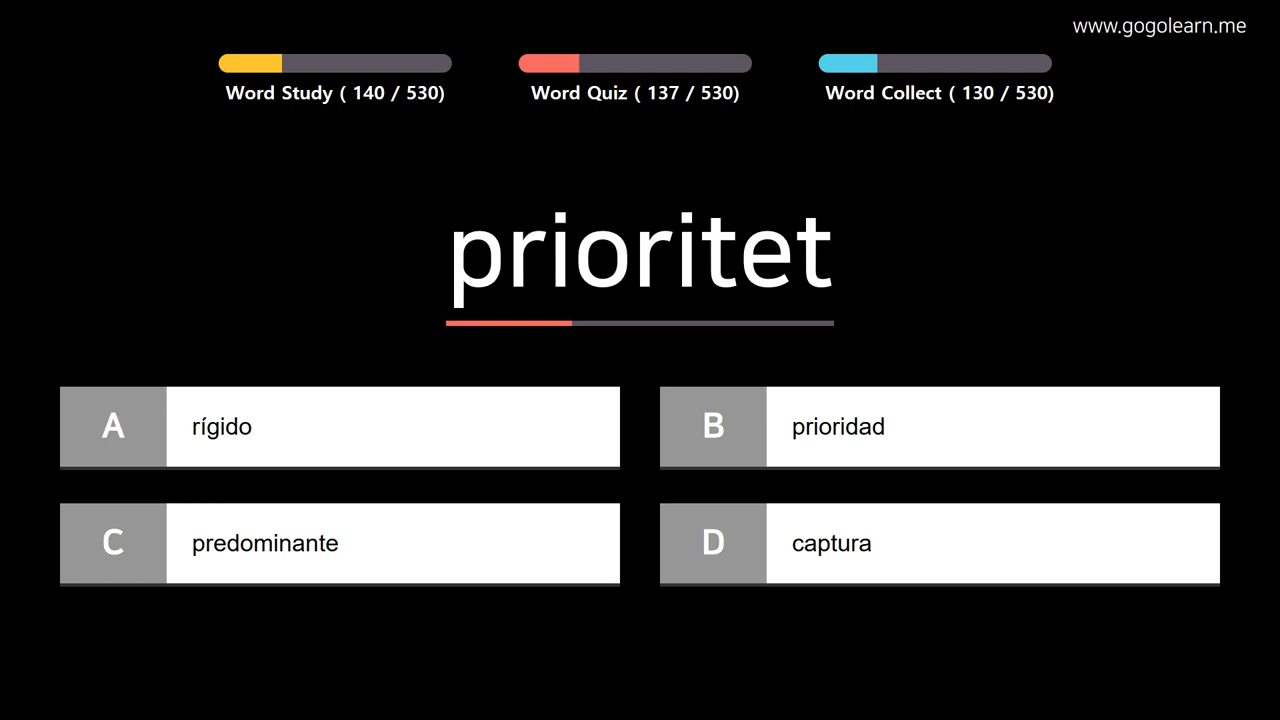 www.gogolearn.me
Word Study ( 140 / 530)
Word Quiz ( 137 / 530)
Word Collect ( 130 / 530)
prioritet
A rígido
B prioridad
C predominante
D captura